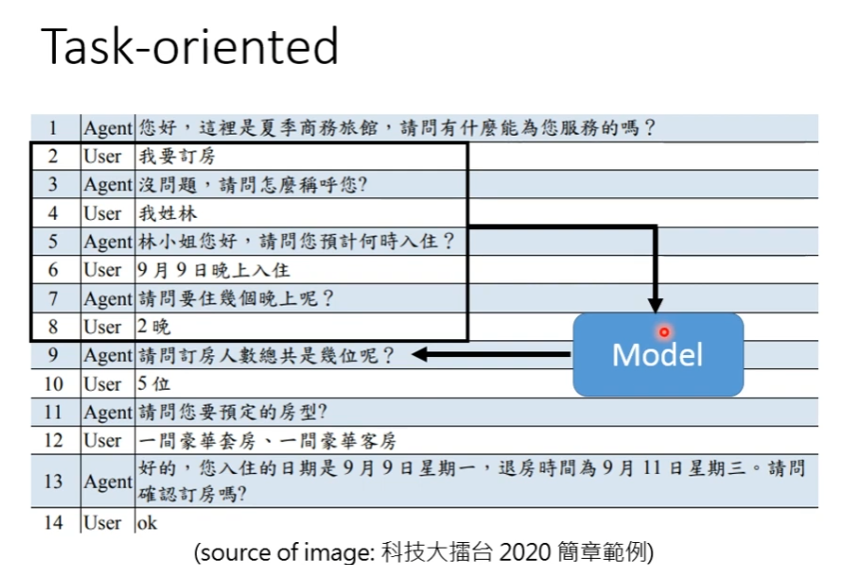 Task-oriented
1 Agent 您好，這裡是夏季商務旅館，請問有什麼能為您服務的嗎？
2 User 我要訂房
3 Agent 沒問題，請問怎麼稱呼您?
4 User 我姓林
5 Agent 林小姐您好，請問您預計何時入住？
6 User 9月9日晚上入住
7 Agent 請問要住幾個晚上呢？
8 User 2晚
9 Agent 請問訂房人數總共是幾位呢？
Model
10 User 5位
11 Agent 請問您要預定的房型?
12 User 一間豪華套房、一間豪華客房
13 Agent 好的，您入住的日期是9月9日星期一，退房時間為9月11日星期三。請問
確認訂房嗎?
14 User ok
(source of image: 科技大擂台 2020 簡章範例)